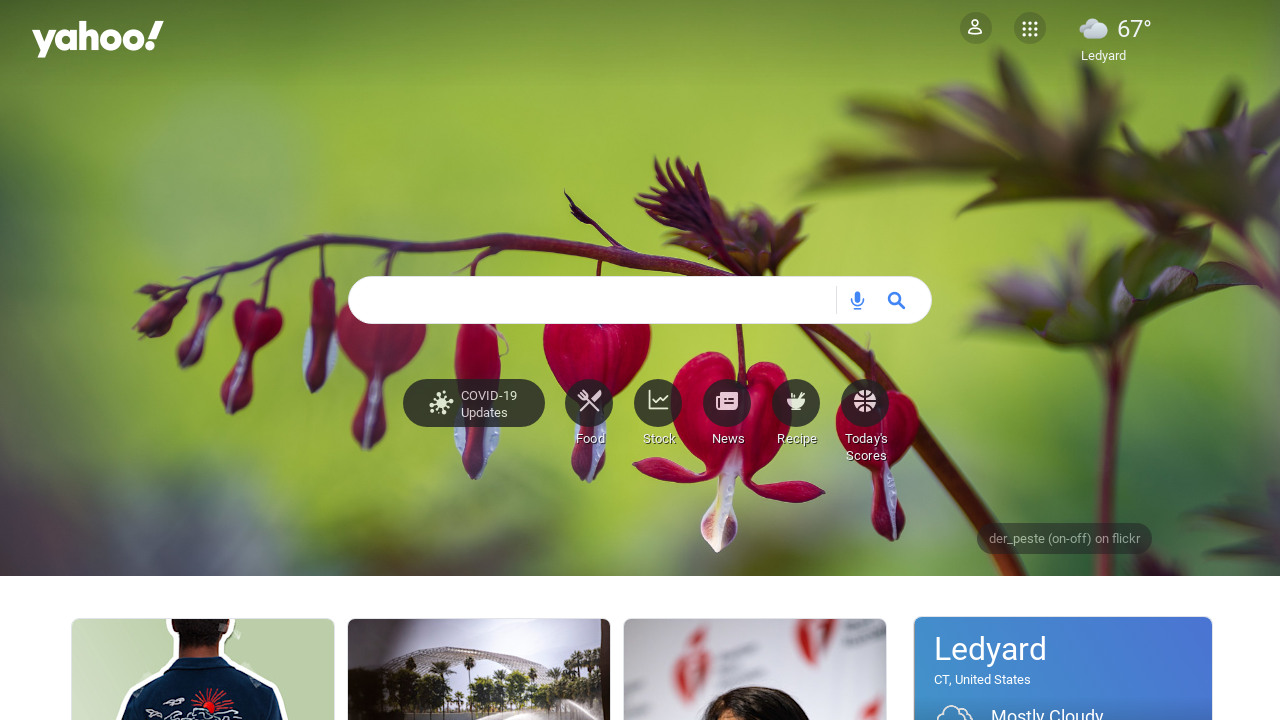 yahoo!
67°
Ledyard
COVID-19
Updates
Food
Stock
News
Recipe
Today's
Scores
der_peste (on-off) on flickr
Ledyard
CT, United States
Mostly Cloudy